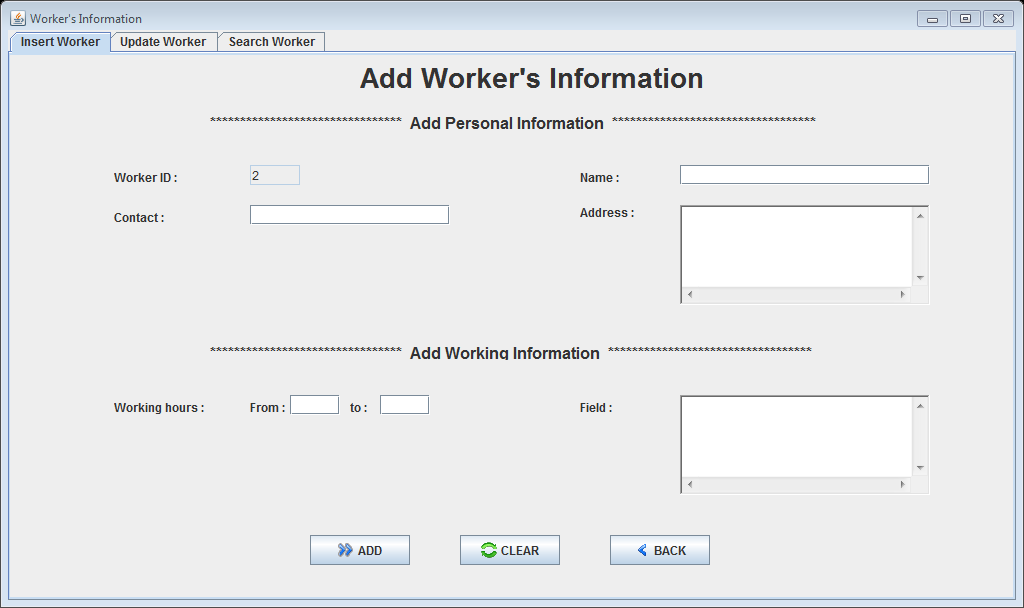 Worker's Information
Insert Worker Update Worker Search Worker
Add Worker's Information
******************************** Add Personal Information **********************************
Worker ID : 2 Name :
Contact : Address :
******************************** Add Working Information **********************************
Working hours : From : to : Field :
ADD CLEAR BACK